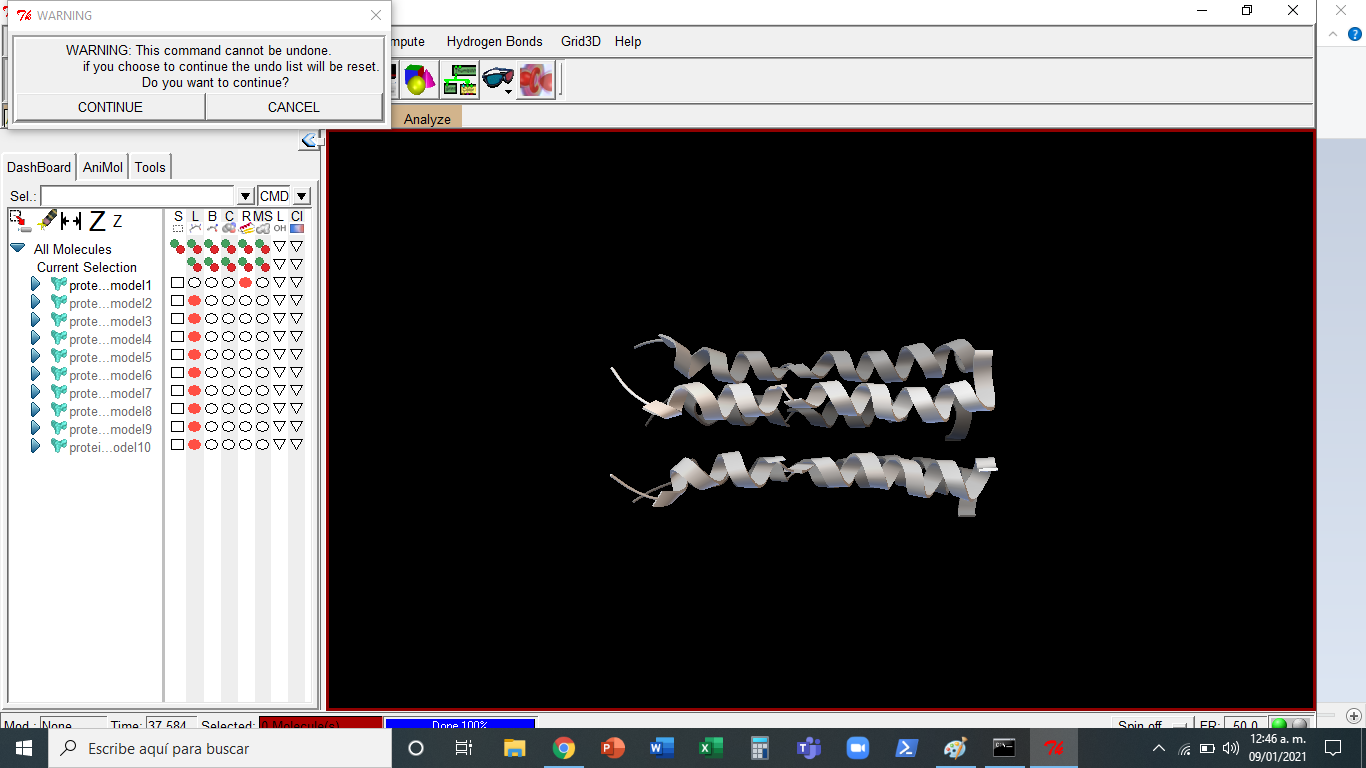 WARNING
WARNING: This command cannot be undone.
if you choose to continue the undo list will be reset.
Do you want to continue?
CONTINUE CANCEL
mpute Hydrogen Bonds Grid3D Help
Analyze
DashBoard AniMol Tools
Sel.: CMD
Z Z S L B C R MS L Cl
OH
All Molecules
Current Selection
prote...model1
prote...model2
prote...model3
prote...model4
prote...model5
prote...model6
prote...model7
prote...model8
prote...model9
protei...odel10
Mod.: None Time: 37.584 Selected: 0 Molecule(s) Done 100% Spin off FR: 50.0
Escribe aquí para buscar
12:46 a. m.
09/01/2021